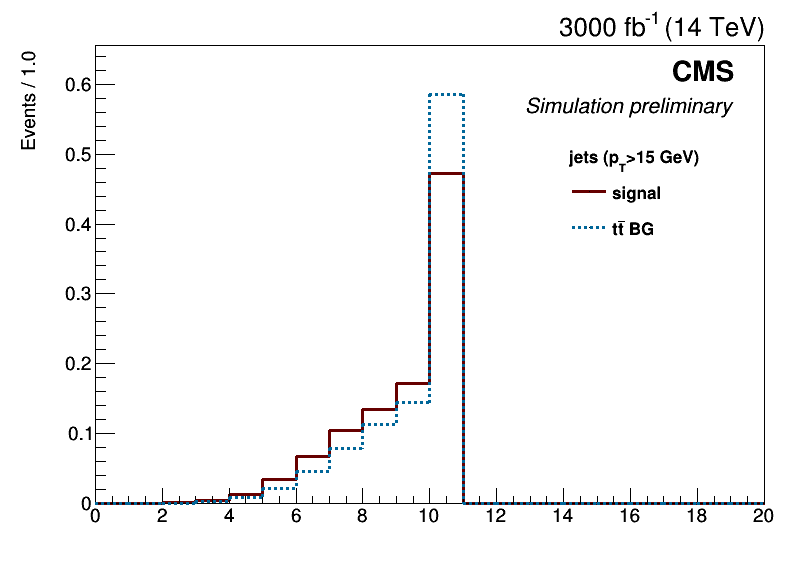 3000 fb⁻¹ (14 TeV)
Events / 1.0
CMS
Simulation preliminary
jets (p_T>15 GeV)
signal
tt̄ BG
0.6
0.5
0.4
0.3
0.2
0.1
0
0 2 4 6 8 10 12 14 16 18 20